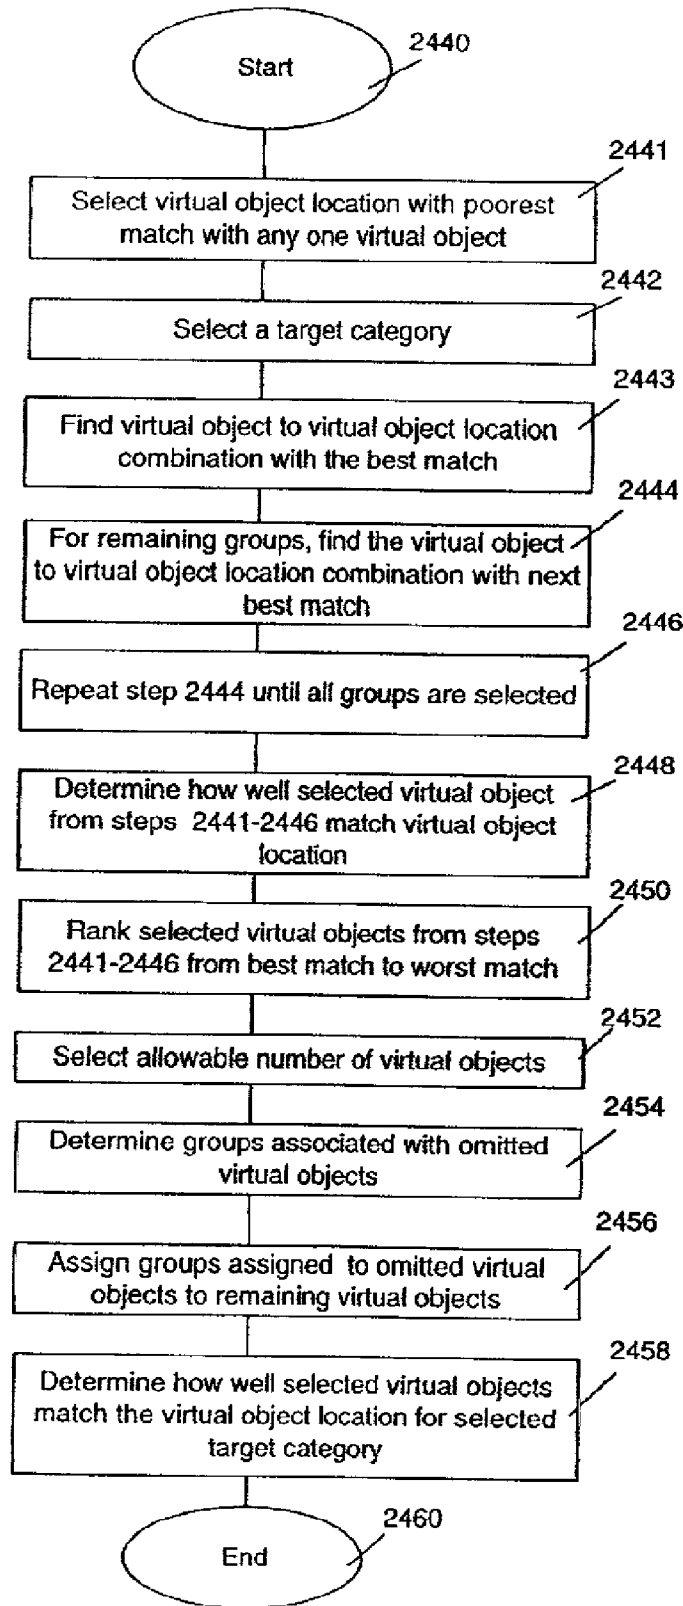 Start
2440
2441
Select virtual object location with poorest
match with any one virtual object
2442
Select a target category
2443
Find virtual object to virtual object location
combination with the best match
2444
For remaining groups, find the virtual object
to virtual object location combination with next
best match
2446
Repeat step 2444 until all groups are selected
2448
Determine how well selected virtual object
from steps 2441-2446 match virtual object
location
2450
Rank selected virtual objects from steps
2441-2446 from best match to worst match
2452
Select allowable number of virtual objects
2454
Determine groups associated with omitted
virtual objects
2456
Assign groups assigned to omitted virtual
objects to remaining virtual objects
2458
Determine how well selected virtual objects
match the virtual object location for selected
target category
2460
End